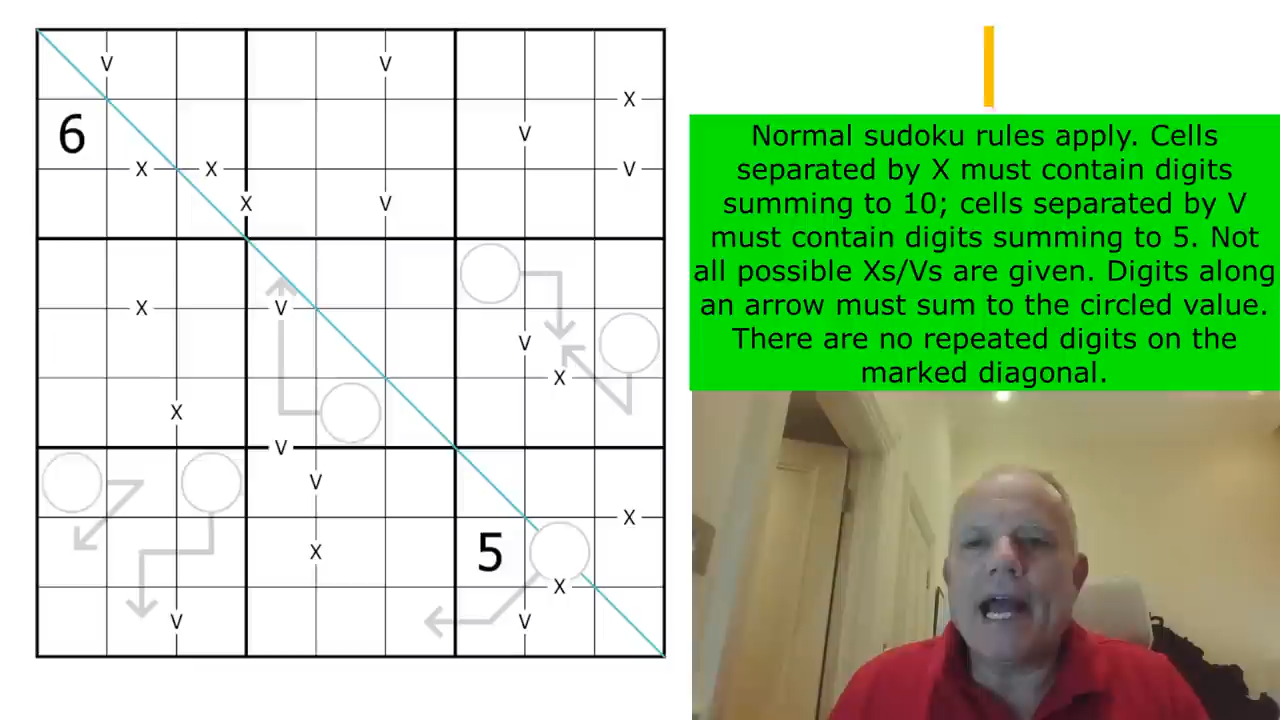 V V
X
6 V
X X V
X V
X V
V
X
X
V
V
X
5 X
X
V V
Normal sudoku rules apply. Cells
separated by X must contain digits
summing to 10; cells separated by V
must contain digits summing to 5. Not
all possible Xs/Vs are given. Digits along
an arrow must sum to the circled value.
There are no repeated digits on the
marked diagonal.